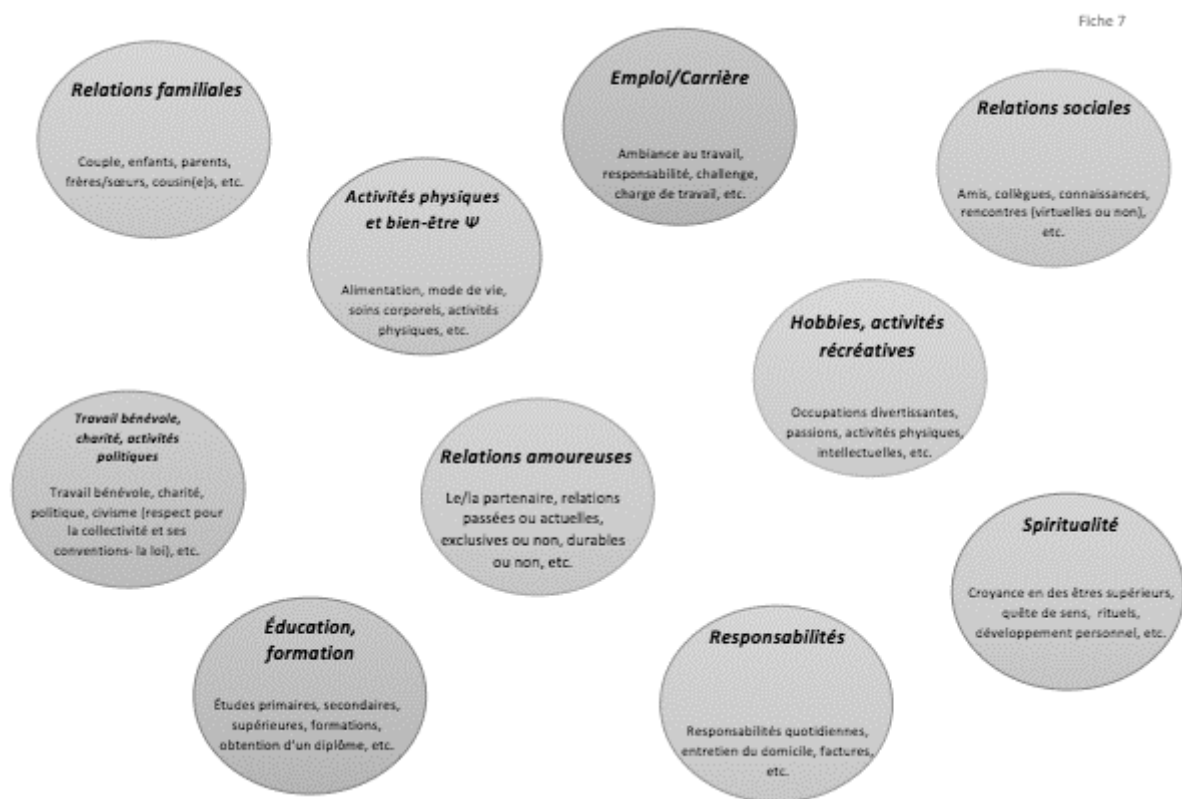 Fiche 7
Relations familiales
Couple, enfants, parents,
frères/sœurs, cousin(e)s, etc.
Activités physiques
et bien-être Ψ
Alimentation, mode de vie,
soins corporels, activités
physiques, etc.
Emploi/Carrière
Ambiance au travail,
responsabilité, challenge,
charge de travail, etc.
Relations sociales
Amis, collègues, connaissances,
rencontres (virtuelles ou non),
etc.
Hobbies, activités
récréatives
Occupations divertissantes,
passions, activités physiques,
intellectuelles, etc.
Travail bénévole,
charité, activités
politiques
Travail bénévole, charité,
politique, civisme (respect pour
la collectivité et ses
conventions- la loi), etc.
Relations amoureuses
Le/la partenaire, relations
passées ou actuelles,
exclusives ou non, durables
ou non, etc.
Spiritualité
Croyance en des êtres supérieurs,
quête de sens, rituels,
développement personnel, etc.
Éducation,
formation
Études primaires, secondaires,
supérieures, formations,
obtention d'un diplôme, etc.
Responsabilités
Responsabilités quotidiennes,
entretien du domicile, factures,
etc.